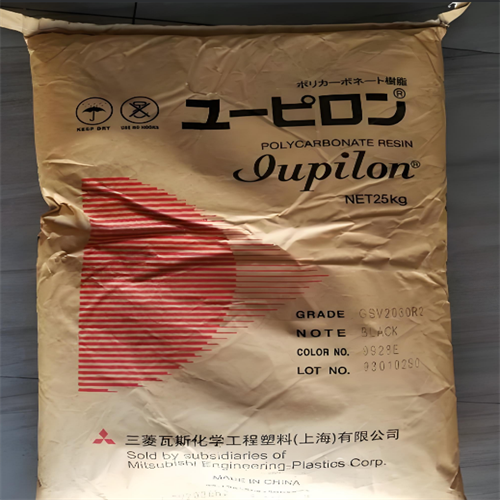 ポリカーボネート樹脂
ユーピロン®
KEEP DRY
USE NO HOOKS
POLYCARBONATE RESIN
Iupilon®
NET25kg
GRADE GSV2030R2
NOTE BLACK
COLOR NO. 9928E
LOT NO. 930102S0
三菱瓦斯化学工程塑料(上海)有限公司
Sold by subsidiaries of
Mitsubishi Engineering-Plastics Corp.
MADE IN CHINA